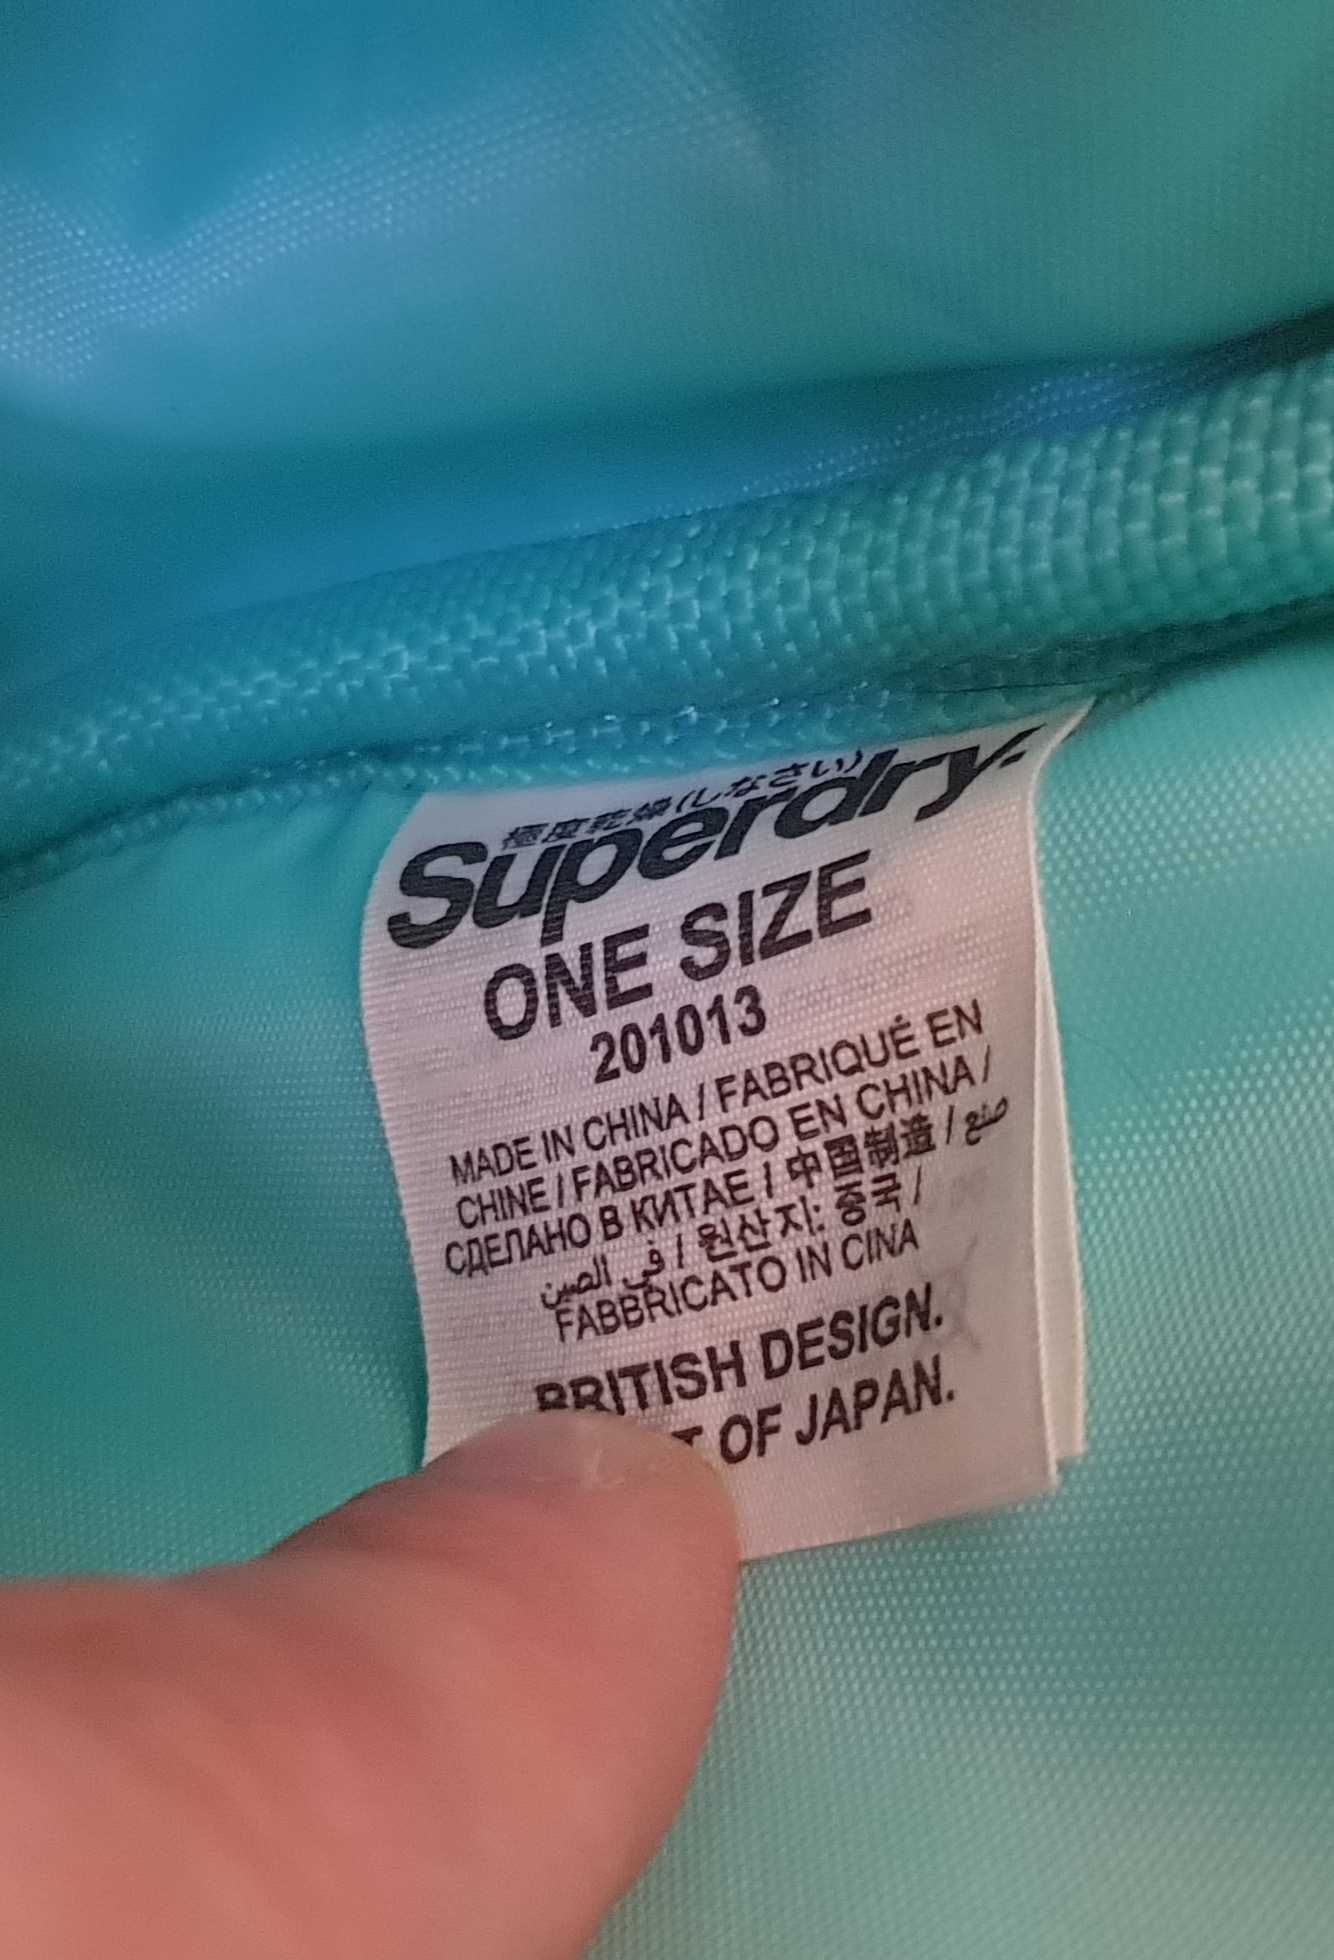 極度乾燥(しなさい)
Superdry.
ONE SIZE
201013
MADE IN CHINA / FABRIQUÉ EN
CHINE / FABRICADO EN CHINA /
СДЕЛАНО В КИТАЕ / 中国制造 / صنع
في الصين / 원산지: 중국 /
FABBRICATO IN CINA
BRITISH DESIGN.
OF JAPAN.